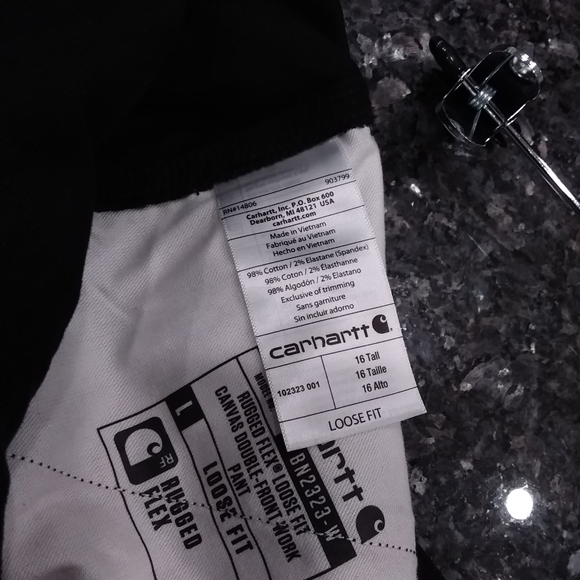 RN#14806 903799
Carhartt, Inc. P.O. Box 600
Dearborn, MI 48121 USA
carhartt.com
Made in Vietnam
Fabriqué au Vietnam
Hecho en Vietnam
98% Cotton / 2% Elastane (Spandex)
98% Coton / 2% Élasthanne
98% Algodón / 2% Elastano
Exclusive of trimming
Sans garniture
Sin incluir adorno
carhartt
102323 001
16 Tall
16 Taille
16 Alto
LOOSE FIT
BN2323-W
RUGGED FLEX® LOOSE FIT
CANVAS DOUBLE-FRONT WORK
PANT
LOOSE FIT
1
RF
RUGGED
FLEX